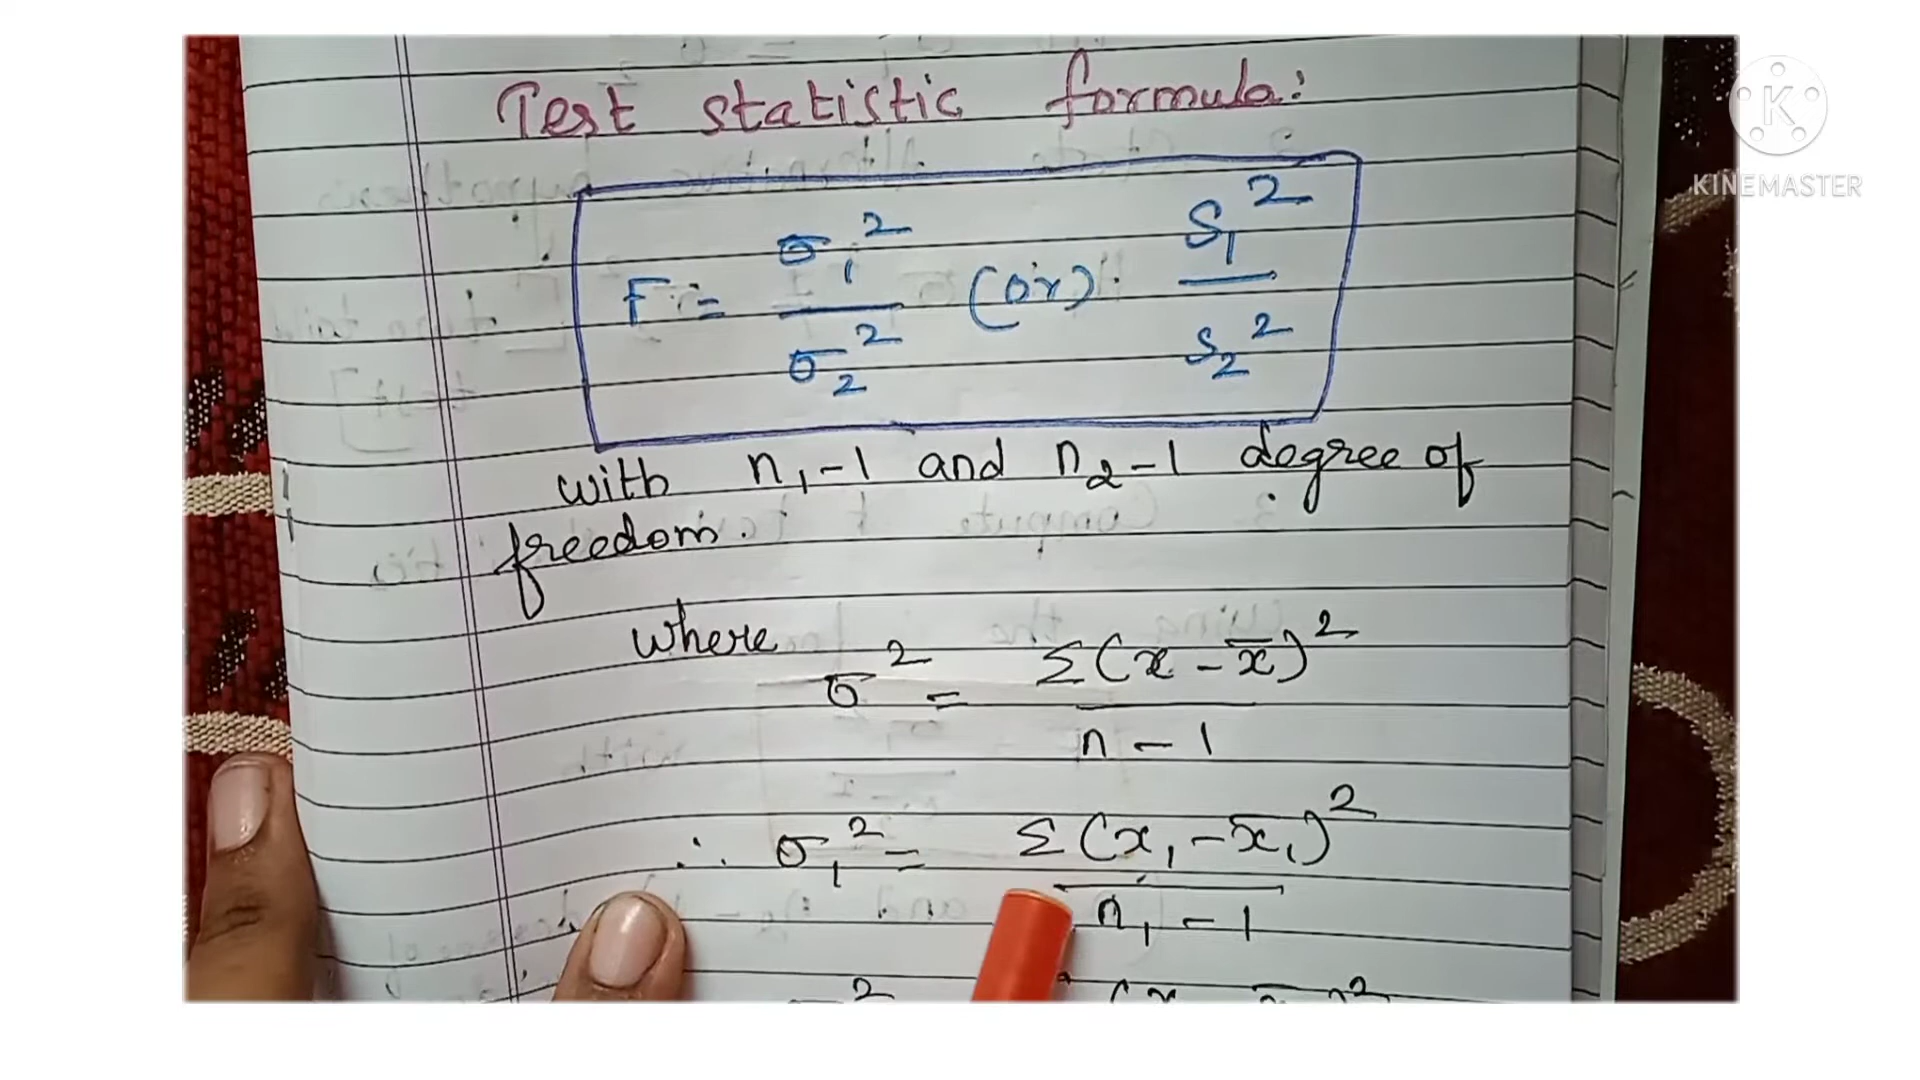 Test statistic formula:
F = σ₁² / σ₂² (or) S₁² / S₂²
with n₁-1 and n₂-1 degree of
freedom.
where
σ² = Σ(x - x̄)² / n - 1
∴ σ₁² = Σ(x₁ - x̄₁)² / n₁ - 1
K
KINEMASTER